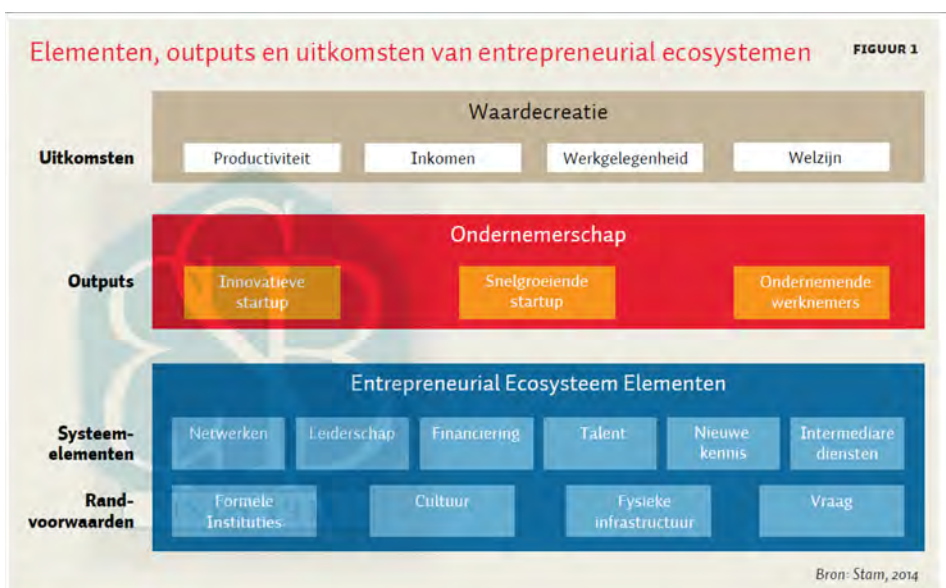 Elementen, outputs en uitkomsten van entrepreneurial ecosystemen
FIGUUR 1
Waardecreatie
Uitkomsten
Productiviteit
Inkomen
Werkgelegenheid
Welzijn
Ondernemerschap
Outputs
Innovatieve
startup
Snelgroeiende
startup
Ondernemende
werknemers
Entrepreneurial Ecosysteem Elementen
Systeem-
elementen
Netwerken
Leiderschap
Financiering
Talent
Nieuwe
kennis
Intermediare
diensten
Rand-
voorwaarden
Formele
Instituties
Cultuur
Fysieke
infrastructuur
Vraag
Bron: Stam, 2014